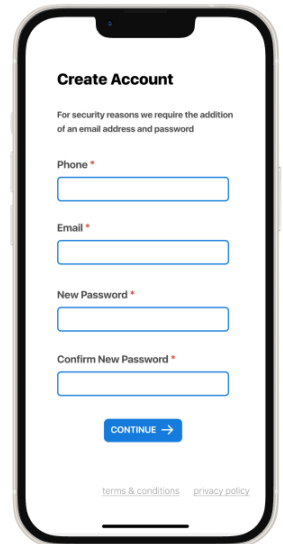 Create Account
For security reasons we require the addition
of an email address and password
Phone *
Email *
New Password *
Confirm New Password *
CONTINUE →
terms & conditions privacy policy